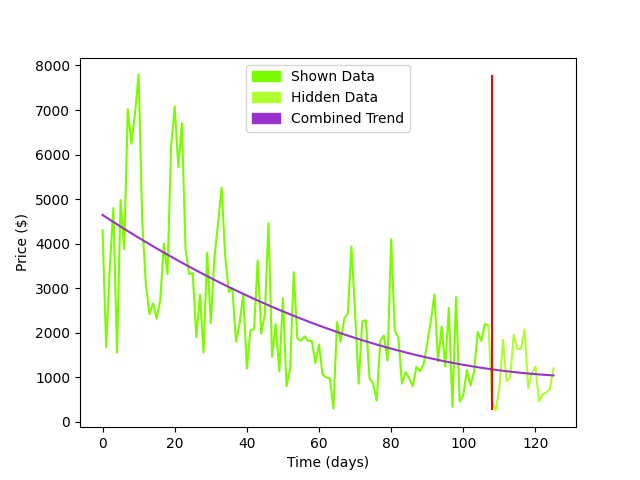 8000
7000
6000
5000
4000
3000
2000
1000
0
Price ($)
Shown Data
Hidden Data
Combined Trend
0 20 40 60 80 100 120
Time (days)